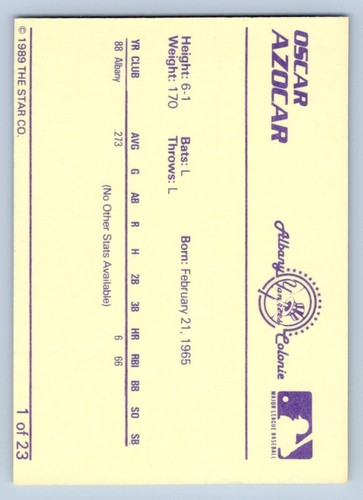 OSCAR
AZOCAR
Albany Colonie
Yankees
MAJOR LEAGUE BASEBALL
Height: 6-1 Bats: L Born: February 21, 1965
Weight: 170 Throws: L
YR CLUB AVG G AB R H 2B 3B HR RBI BB SO SB
88 Albany .273 6 66
(No Other Stats Available)
© 1989 THE STAR CO. 1 of 23